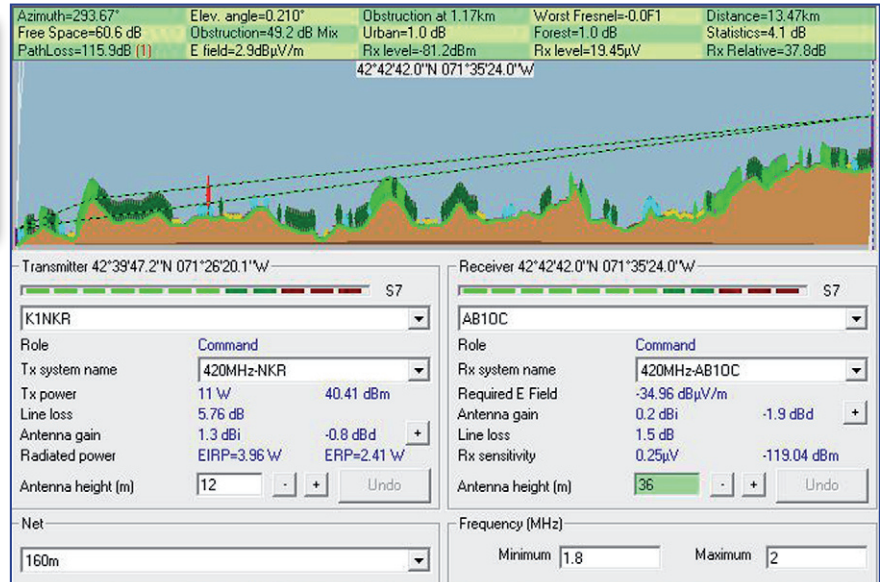 Azimuth=293.67° Elev. angle=0.210° Obstruction at 1.17km Worst Fresnel=-0.0F1 Distance=13.47km
Free Space=60.6 dB Obstruction=49.2 dB Mix Urban=1.0 dB Forest=1.0 dB Statistics=4.1 dB
PathLoss=115.9dB (1) E field=2.9dBµV/m Rx level=-81.2dBm Rx level=19.45µV Rx Relative=37.8dB
42°42'42.0"N 071°35'24.0"W
Transmitter 42°39'47.2"N 071°26'20.1"W
S7
K1NKR
Role Command
Tx system name 420MHz-NKR
Tx power 11 W 40.41 dBm
Line loss 5.76 dB
Antenna gain 1.3 dBi -0.8 dBd +
Radiated power EIRP=3.96 W ERP=2.41 W
Antenna height (m) 12 - + Undo
Receiver 42°42'42.0"N 071°35'24.0"W
S7
AB1OC
Role Command
Rx system name 420MHz-AB1OC
Required E Field -34.96 dBµV/m
Antenna gain 0.2 dBi -1.9 dBd +
Line loss 1.5 dB
Rx sensitivity 0.25µV -119.04 dBm
Antenna height (m) 36 - + Undo
Net
160m
Frequency (MHz)
Minimum 1.8 Maximum 2